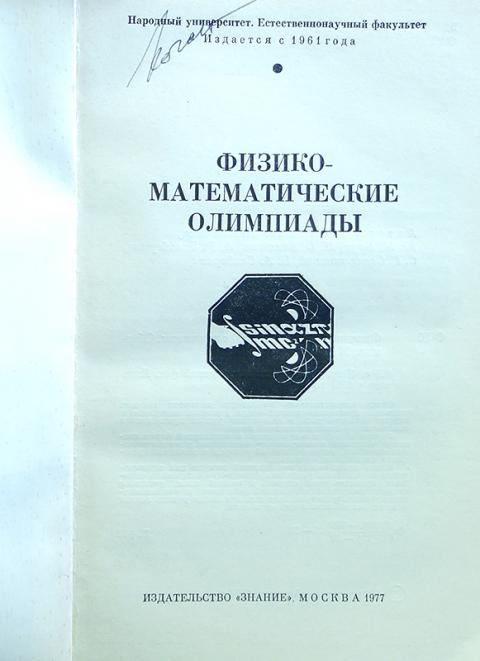 Народный университет. Естественнонаучный факультет
Издается с 1961 года
ФИЗИКО-
МАТЕМАТИЧЕСКИЕ
ОЛИМПИАДЫ
ИЗДАТЕЛЬСТВО «ЗНАНИЕ». МОСКВА 1977